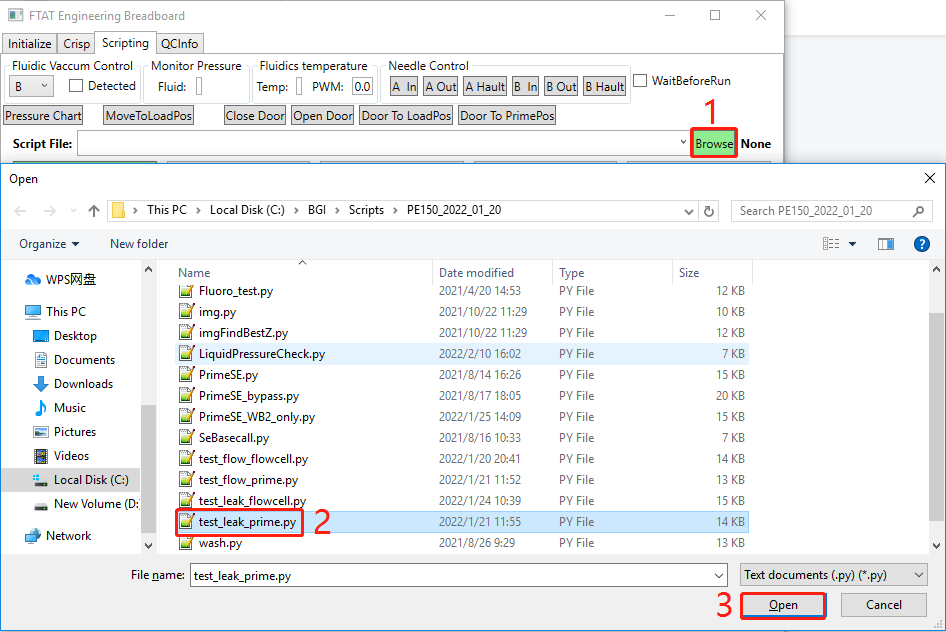 FTAT Engineering Breadboard
Initialize Crisp Scripting QCInfo
Fluidic Vaccum Control Monitor Pressure Fluidics temperature Needle Control
B Detected Fluid: Temp: PWM: 0.0 A In A Out A Hault B In B Out B Hault WaitBeforeRun
Pressure Chart MoveToLoadPos Close Door Open Door Door To LoadPos Door To PrimePos
1
Script File: Browse None
Open
This PC › Local Disk (C:) › BGI › Scripts › PE150_2022_01_20 Search PE150_2022_01_20
Organize New folder
Name Date modified Type Size
WPS网盘
This PC
Desktop
Documents
Downloads
Music
Pictures
Videos
Local Disk (C:)
New Volume (D:
Network
Fluoro_test.py 2021/4/20 14:53 PY File 12 KB
img.py 2021/10/22 11:29 PY File 10 KB
imgFindBestZ.py 2021/10/22 11:29 PY File 12 KB
LiquidPressureCheck.py 2022/2/10 16:02 PY File 7 KB
PrimeSE.py 2021/8/14 16:26 PY File 15 KB
PrimeSE_bypass.py 2021/8/17 18:05 PY File 20 KB
PrimeSE_WB2_only.py 2022/1/25 14:09 PY File 15 KB
SeBasecall.py 2021/8/16 10:33 PY File 7 KB
test_flow_flowcell.py 2022/1/20 20:41 PY File 14 KB
test_flow_prime.py 2022/1/21 11:52 PY File 13 KB
test_leak_flowcell.py 2022/1/24 10:39 PY File 15 KB
test_leak_prime.py 2 2022/1/21 11:55 PY File 14 KB
wash.py 2021/8/26 9:29 PY File 13 KB
File name: test_leak_prime.py Text documents (.py) (*.py)
3 Open Cancel